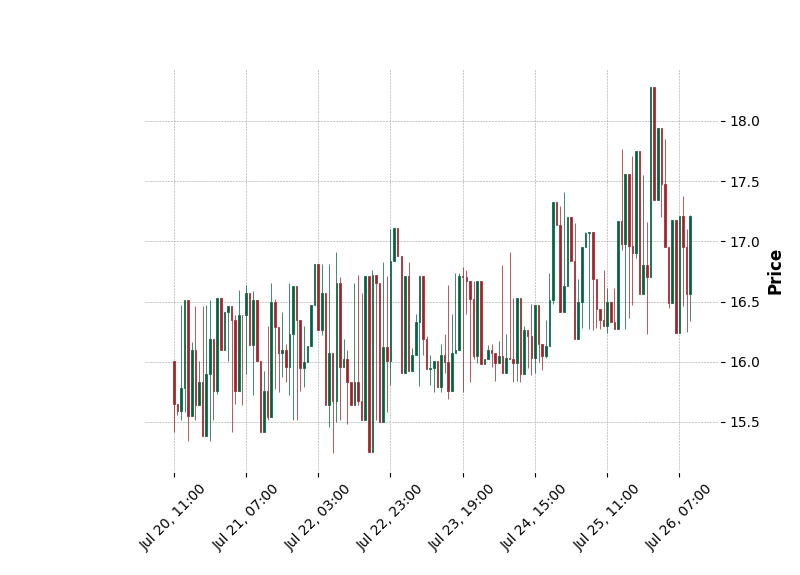 18.0
17.5
17.0
16.5
16.0
15.5
Price
Jul 20, 11:00
Jul 21, 07:00
Jul 22, 03:00
Jul 22, 23:00
Jul 23, 19:00
Jul 24, 15:00
Jul 25, 11:00
Jul 26, 07:00